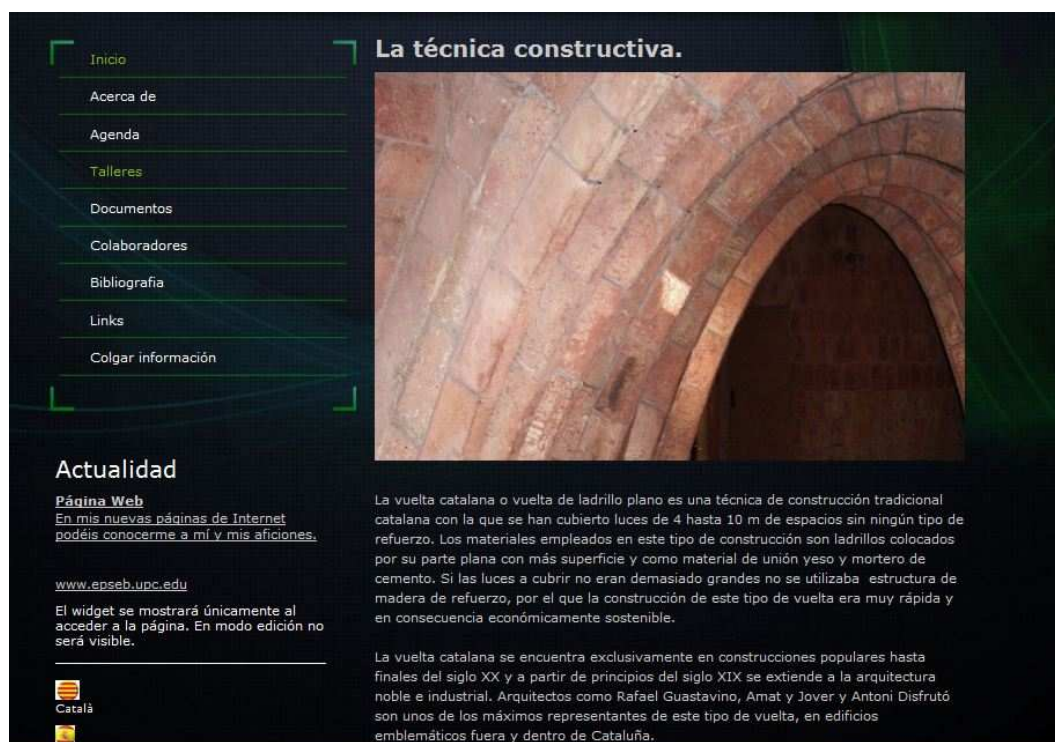 Inicio
Acerca de
Agenda
Talleres
Documentos
Colaboradores
Bibliografia
Links
Colgar información
Actualidad
Página Web
En mis nuevas páginas de Internet
podéis conocerme a mí y mis aficiones.
www.epseb.upc.edu
El widget se mostrará únicamente al
acceder a la página. En modo edición no
será visible.
Català
La técnica constructiva.
La vuelta catalana o vuelta de ladrillo plano es una técnica de construcción tradicional
catalana con la que se han cubierto luces de 4 hasta 10 m de espacios sin ningún tipo de
refuerzo. Los materiales empleados en este tipo de construcción son ladrillos colocados
por su parte plana con más superficie y como material de unión yeso y mortero de
cemento. Si las luces a cubrir no eran demasiado grandes no se utilizaba estructura de
madera de refuerzo, por el que la construcción de este tipo de vuelta era muy rápida y
en consecuencia económicamente sostenible.
La vuelta catalana se encuentra exclusivamente en construcciones populares hasta
finales del siglo XX y a partir de principios del siglo XIX se extiende a la arquitectura
noble e industrial. Arquitectos como Rafael Guastavino, Amat y Jover y Antoni Disfrutó
son unos de los máximos representantes de este tipo de vuelta, en edificios
emblemáticos fuera y dentro de Cataluña.